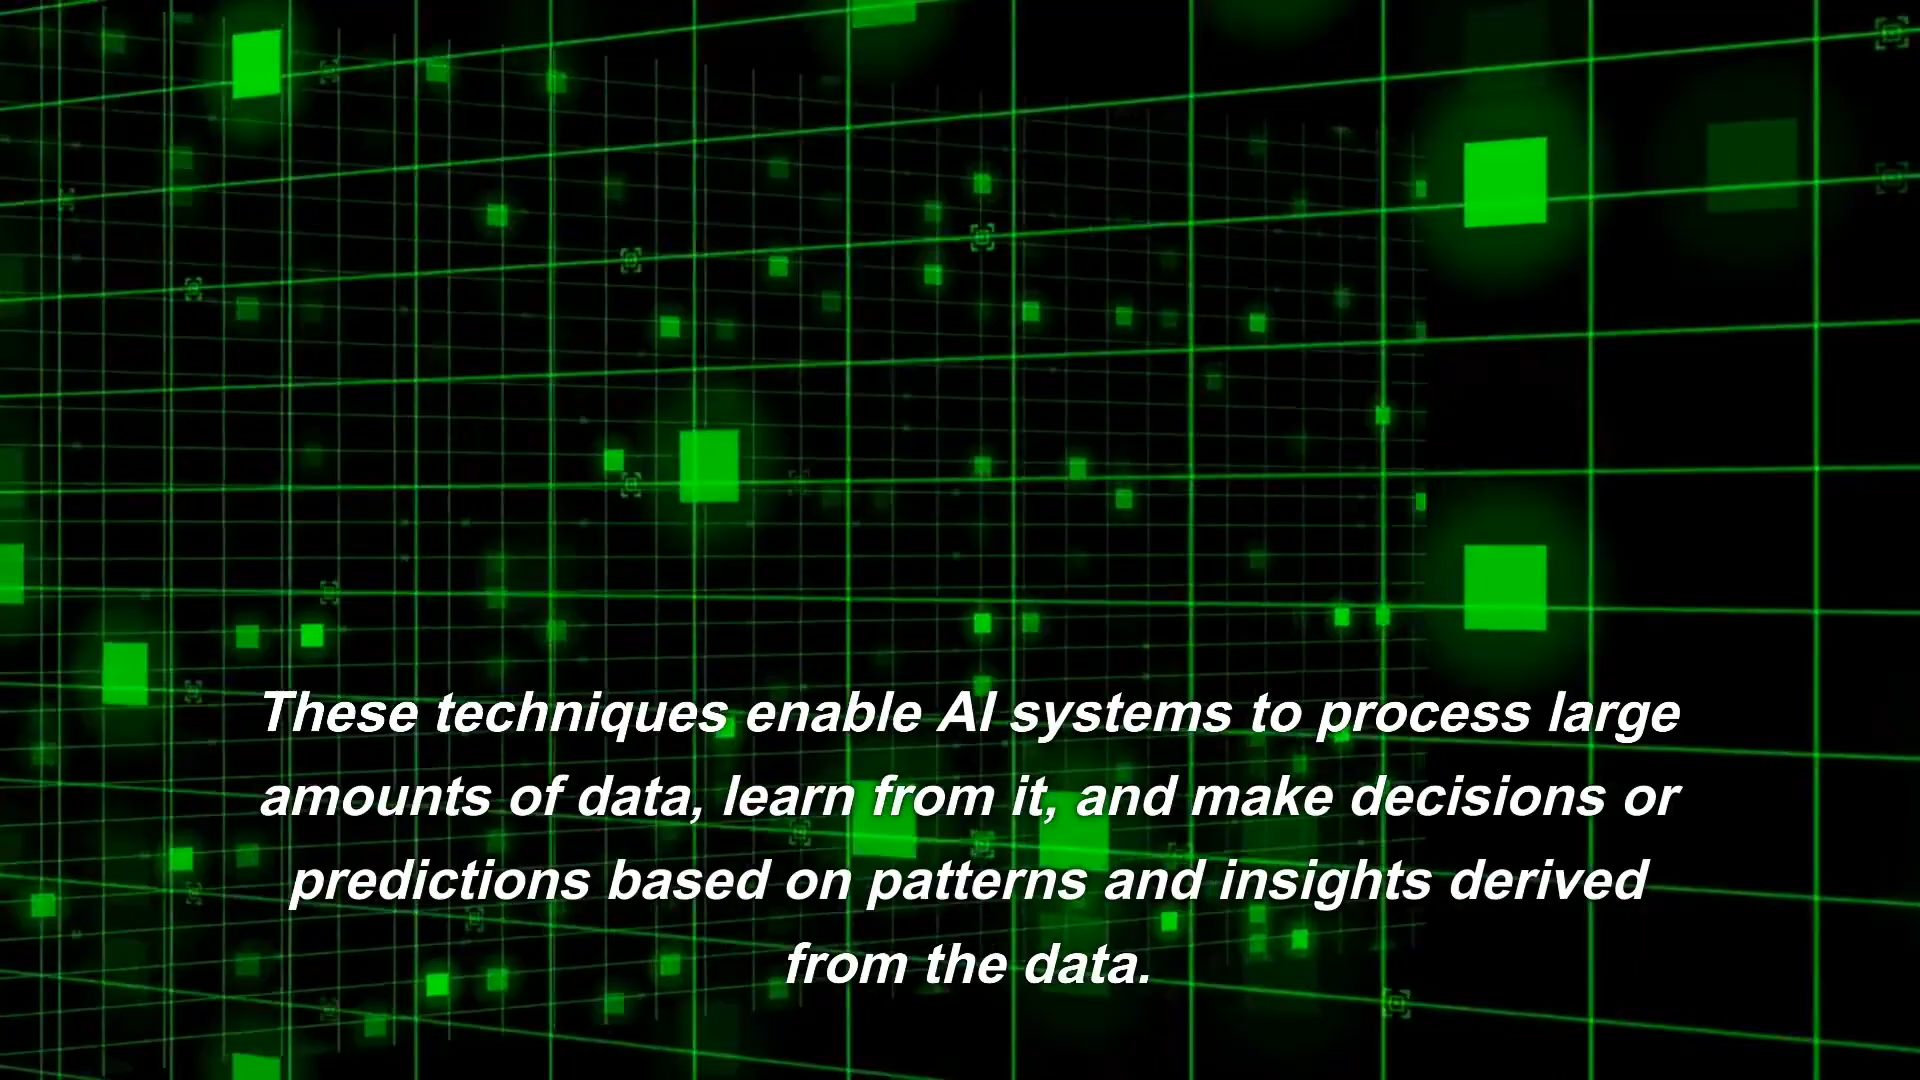 These techniques enable AI systems to process large
amounts of data, learn from it, and make decisions or
predictions based on patterns and insights derived
from the data.